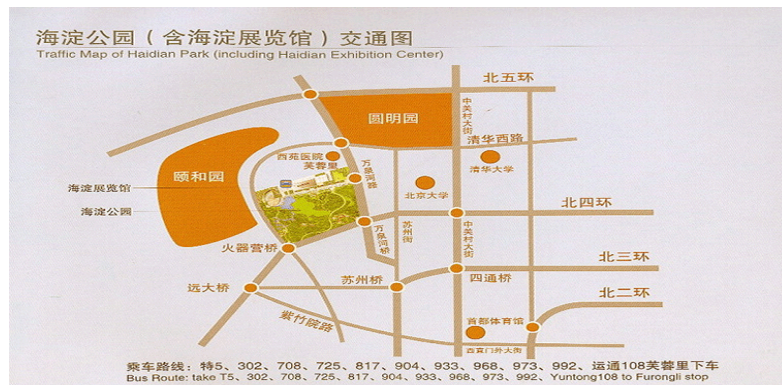 海淀公园（含海淀展览馆）交通图
Traffic Map of Haidian Park (including Haidian Exhibition Center)
北五环
中关村大街
圆明园
清华西路
西苑医院
芙蓉里
万泉河路
清华大学
颐和园
海淀展览馆
北京大学
海淀公园
北四环
万泉河桥
苏州街
中关村大街
火器营桥
北三环
四通桥
苏州桥
远大桥
北二环
紫竹院路
首都体育馆
西直门外大街
乘车路线：特5、302、708、725、817、904、933、968、973、992、运通108芙蓉里下车
Bus Route: take T5、302、708、725、817、904、933、968、973、992、Yuntong108 to Furongli stop